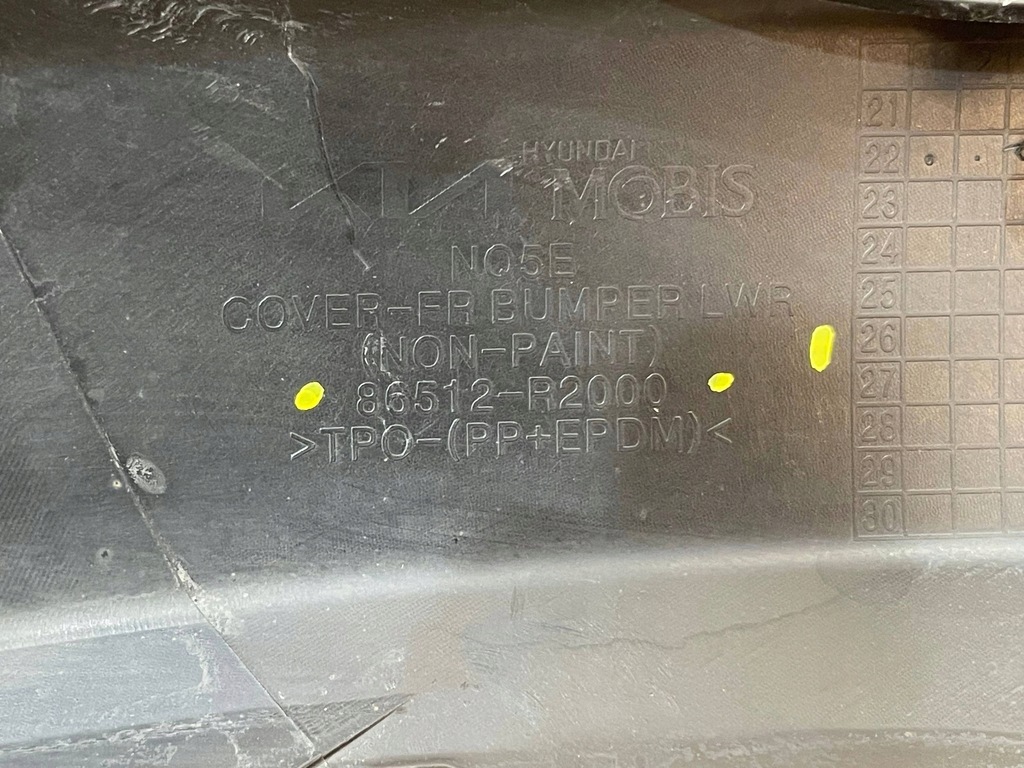 KIA HYUNDAI MOBIS
NQ5E
COVER-FR BUMPER LWR
(NON-PAINT)
86512-R2000
>TPO-(PP+EPDM)<
21
22
23
24
25
26
27
28
29
30